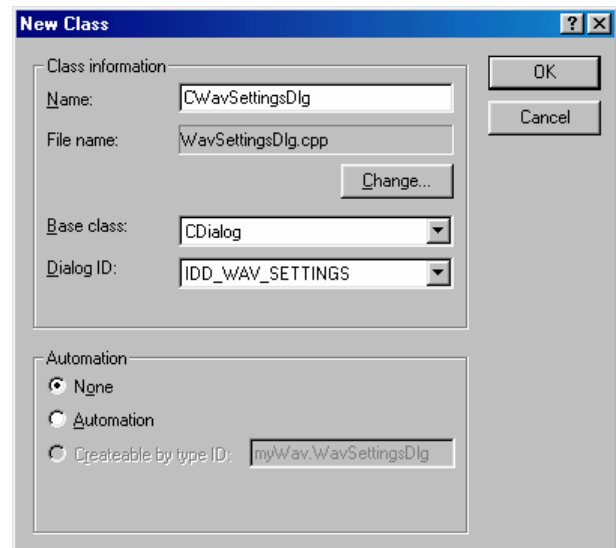 New Class
Class information
Name:
CWavSettingsDlg
File name:
WavSettingsDlg.cpp
Change...
Base class:
CDialog
Dialog ID:
IDD_WAV_SETTINGS
OK
Cancel
Automation
None
Automation
Createable by type ID:
myWav.WavSettingsDlg